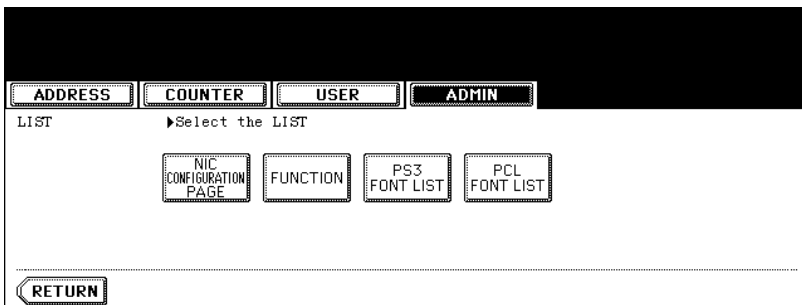 ADDRESS COUNTER USER ADMIN
LIST ▶Select the LIST
NIC CONFIGURATION PAGE
FUNCTION
PS3 FONT LIST
PCL FONT LIST
RETURN